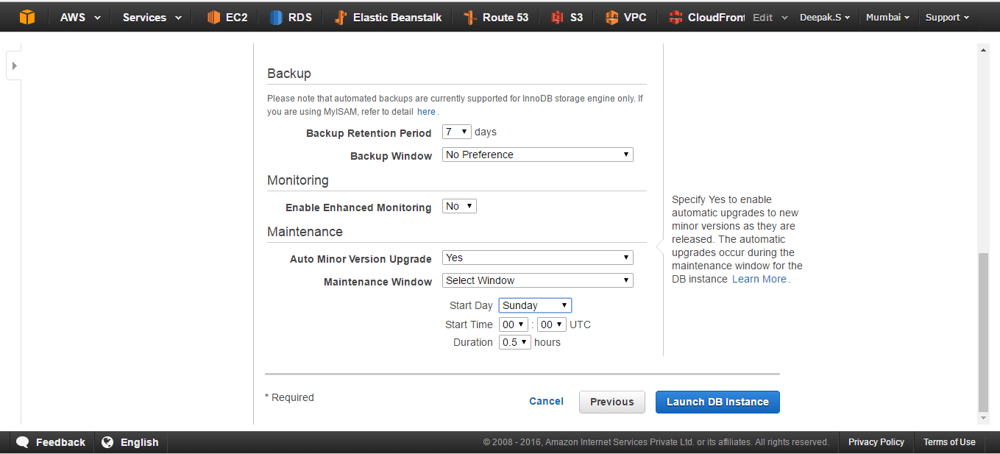 AWS Services EC2 RDS Elastic Beanstalk Route 53 S3 VPC CloudFron Edit Deepak.S Mumbai Support
Backup
Please note that automated backups are currently supported for InnoDB storage engine only. If
you are using MyISAM, refer to detail here .
Backup Retention Period 7 days
Backup Window No Preference
Monitoring
Enable Enhanced Monitoring No
Maintenance
Auto Minor Version Upgrade Yes
Maintenance Window Select Window
Start Day Sunday
Start Time 00 : 00 UTC
Duration 0.5 hours
Specify Yes to enable
automatic upgrades to new
minor versions as they are
released. The automatic
upgrades occur during the
maintenance window for the
DB instance Learn More .
* Required
Cancel Previous Launch DB Instance
Feedback English © 2008 - 2016, Amazon Internet Services Private Ltd. or its affiliates. All rights reserved. Privacy Policy Terms of Use